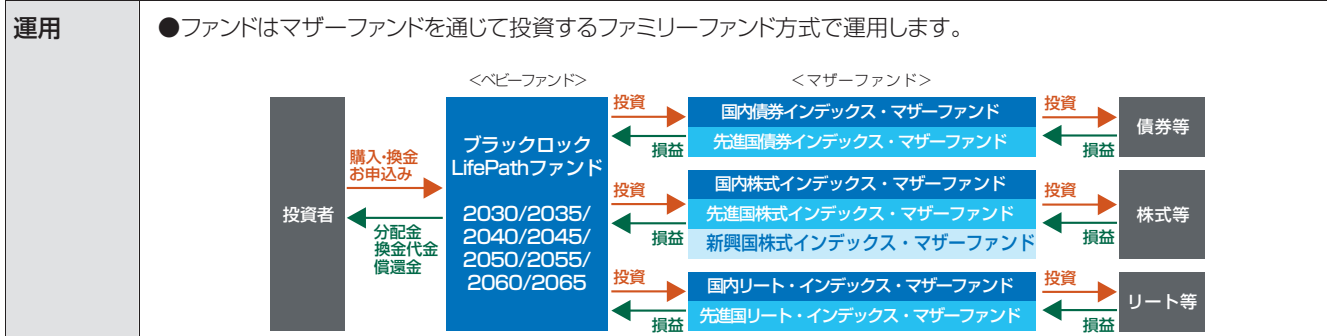 運用
●ファンドはマザーファンドを通じて投資するファミリーファンド方式で運用します。
<ベビーファンド>
<マザーファンド>
投資者
購入・換金
お申込み
分配金
換金代金
償還金
ブラックロック
LifePathファンド
2030/2035/
2040/2045/
2050/2055/
2060/2065
投資
損益
国内債券インデックス・マザーファンド
先進国債券インデックス・マザーファンド
投資
損益
債券等
投資
損益
国内株式インデックス・マザーファンド
先進国株式インデックス・マザーファンド
新興国株式インデックス・マザーファンド
投資
損益
株式等
投資
損益
国内リート・インデックス・マザーファンド
先進国リート・インデックス・マザーファンド
投資
損益
リート等